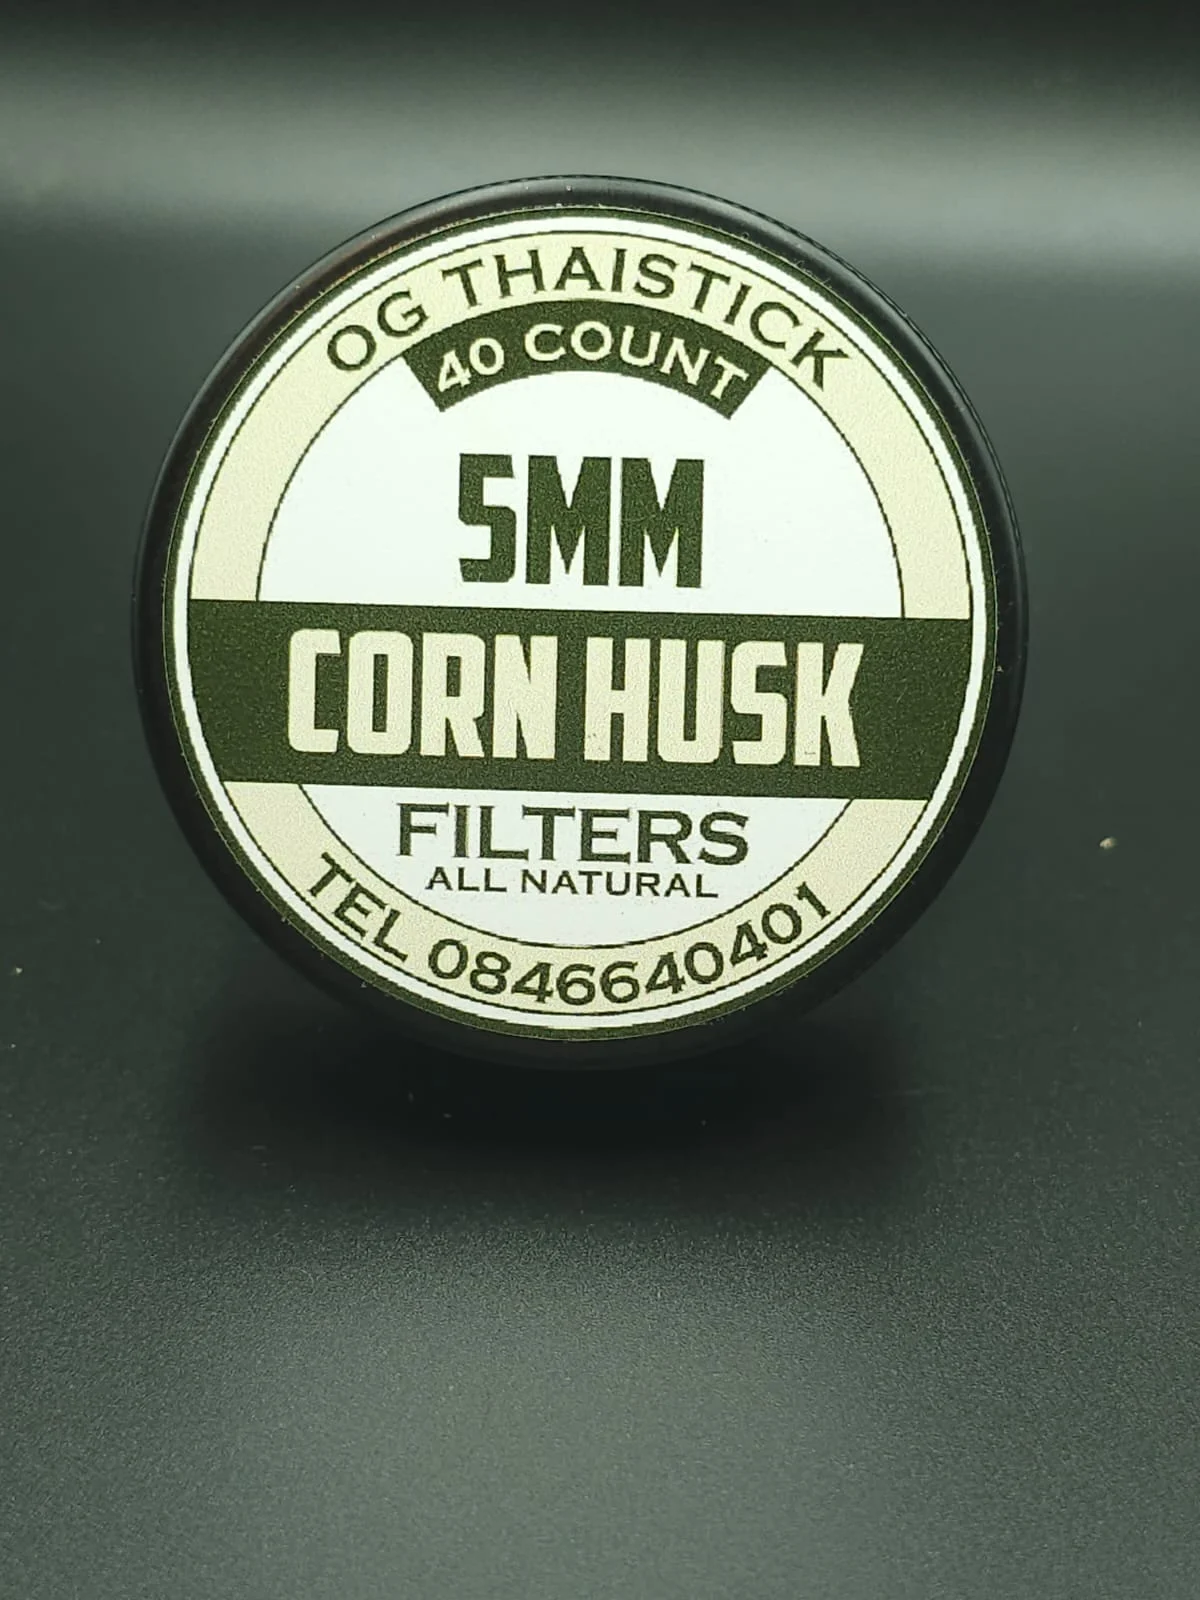 OG THAISTICK
40 COUNT
5MM
CORN HUSK
FILTERS
ALL NATURAL
TEL 0846640401